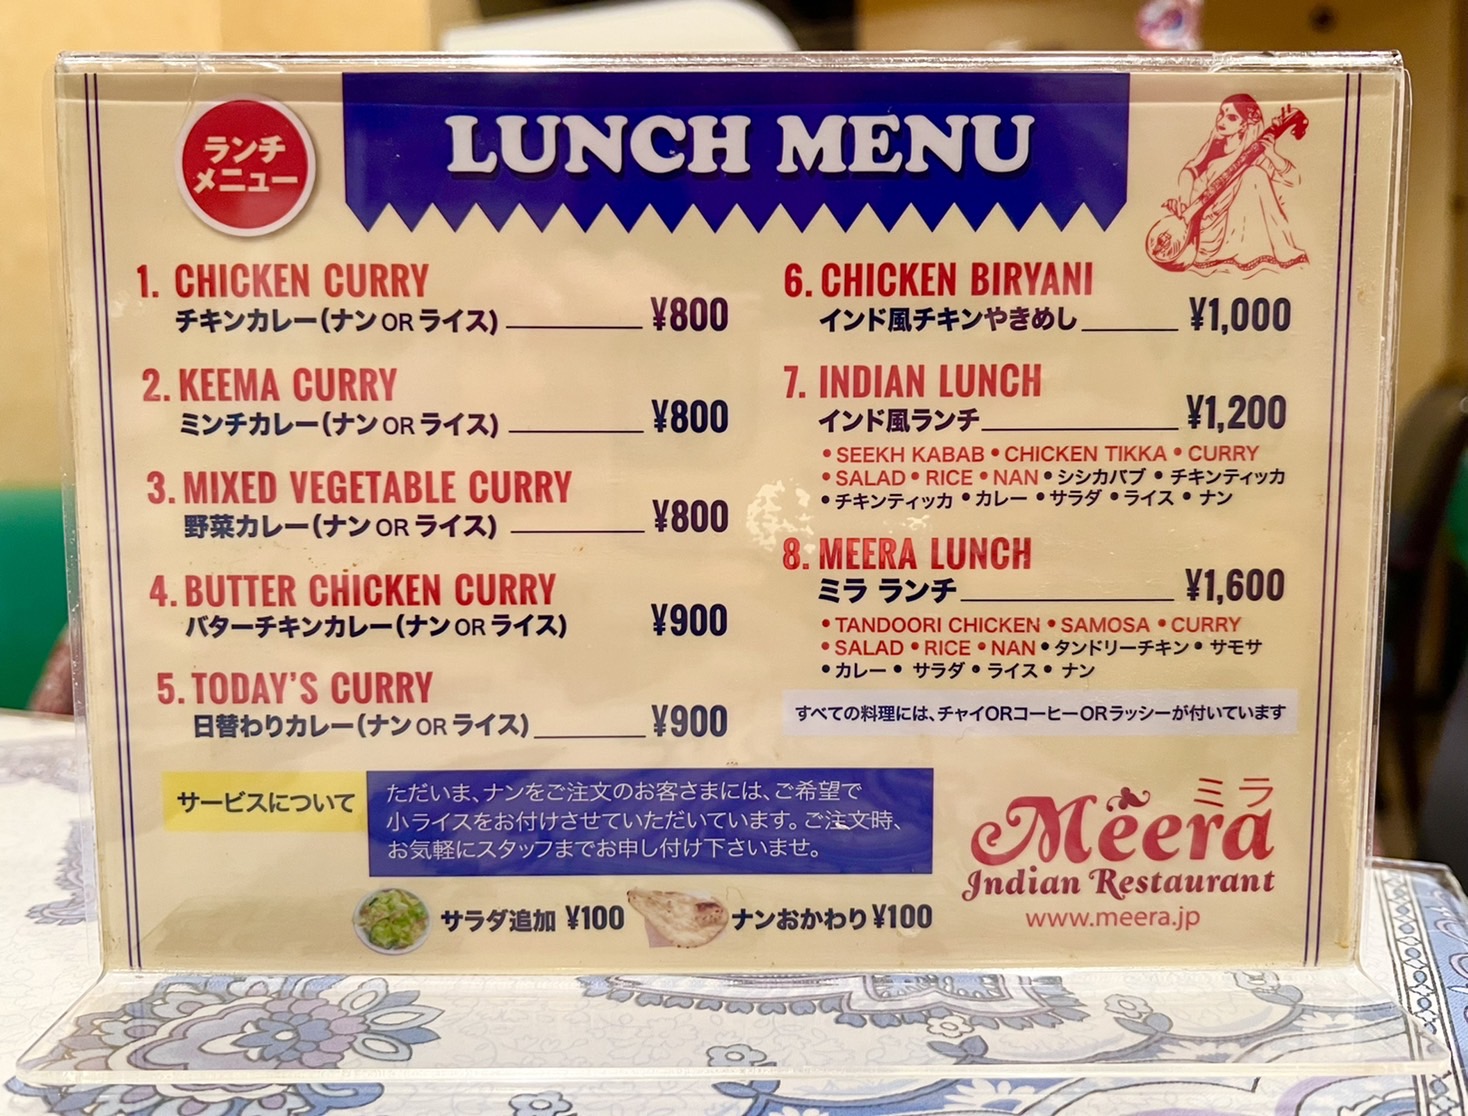 ランチ
メニュー
LUNCH MENU
1. CHICKEN CURRY
チキンカレー(ナン OR ライス) ¥800
2. KEEMA CURRY
ミンチカレー(ナン OR ライス) ¥800
3. MIXED VEGETABLE CURRY
野菜カレー(ナン OR ライス) ¥800
4. BUTTER CHICKEN CURRY
バターチキンカレー(ナン OR ライス) ¥900
5. TODAY'S CURRY
日替わりカレー(ナン OR ライス) ¥900
6. CHICKEN BIRYANI
インド風チキンやきめし ¥1,000
7. INDIAN LUNCH
インド風ランチ ¥1,200
• SEEKH KABAB • CHICKEN TIKKA • CURRY
• SALAD • RICE • NAN • シシカバブ • チキンティッカ
• チキンティッカ • カレー • サラダ • ライス • ナン
8. MEERA LUNCH
ミラ ランチ ¥1,600
• TANDOORI CHICKEN • SAMOSA • CURRY
• SALAD • RICE • NAN • タンドリーチキン • サモサ
• カレー • サラダ • ライス • ナン
すべての料理には、チャイORコーヒーORラッシーが付いています
サービスについて
ただいま、ナンをご注文のお客さまには、ご希望で
小ライスをお付けさせていただいています。ご注文時、
お気軽にスタッフまでお申し付け下さいませ。
サラダ追加 ¥100 ナンおかわり ¥100
ミラ
Meera
Indian Restaurant
www.meera.jp